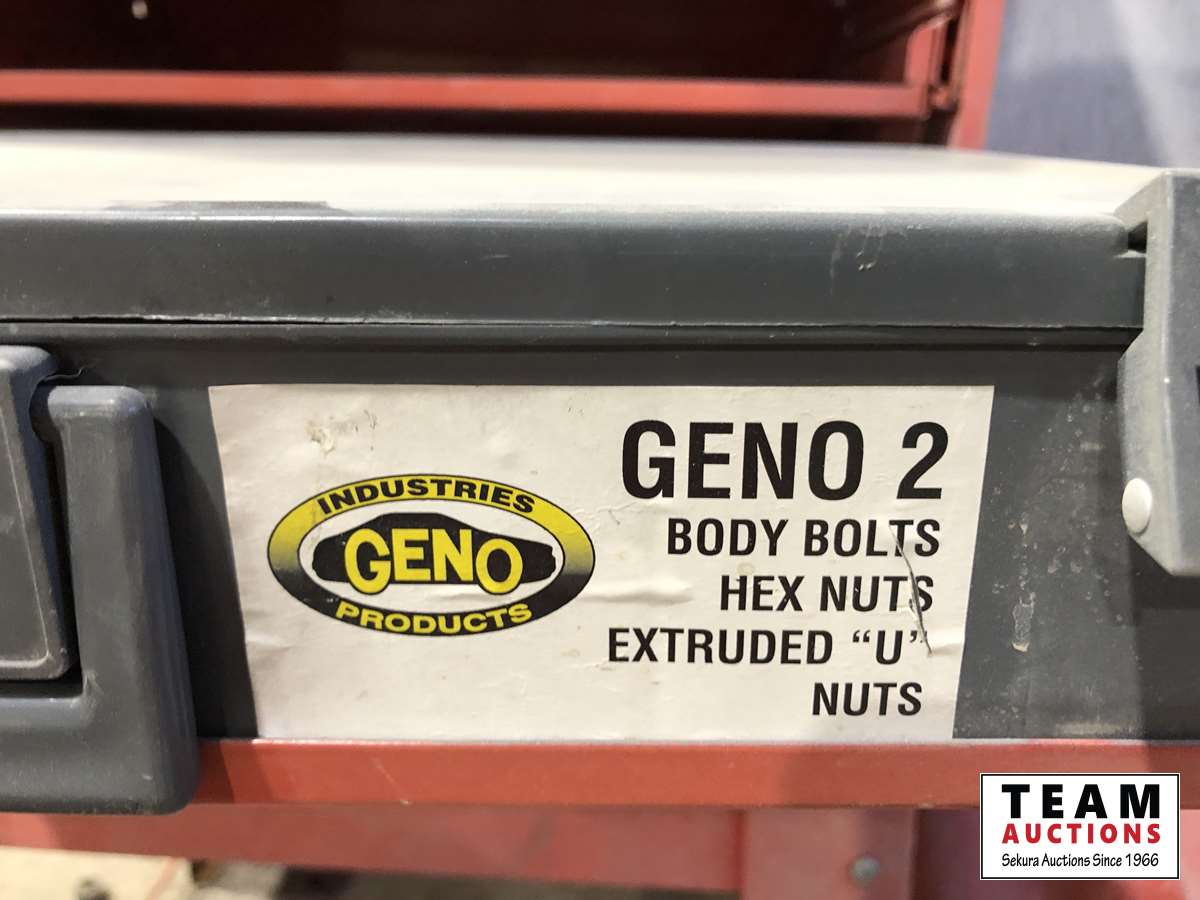 INDUSTRIES
GENO
PRODUCTS
GENO 2
BODY BOLTS
HEX NUTS
EXTRUDED “U”
NUTS
TEAM
AUCTIONS
Sekura Auctions Since 1966